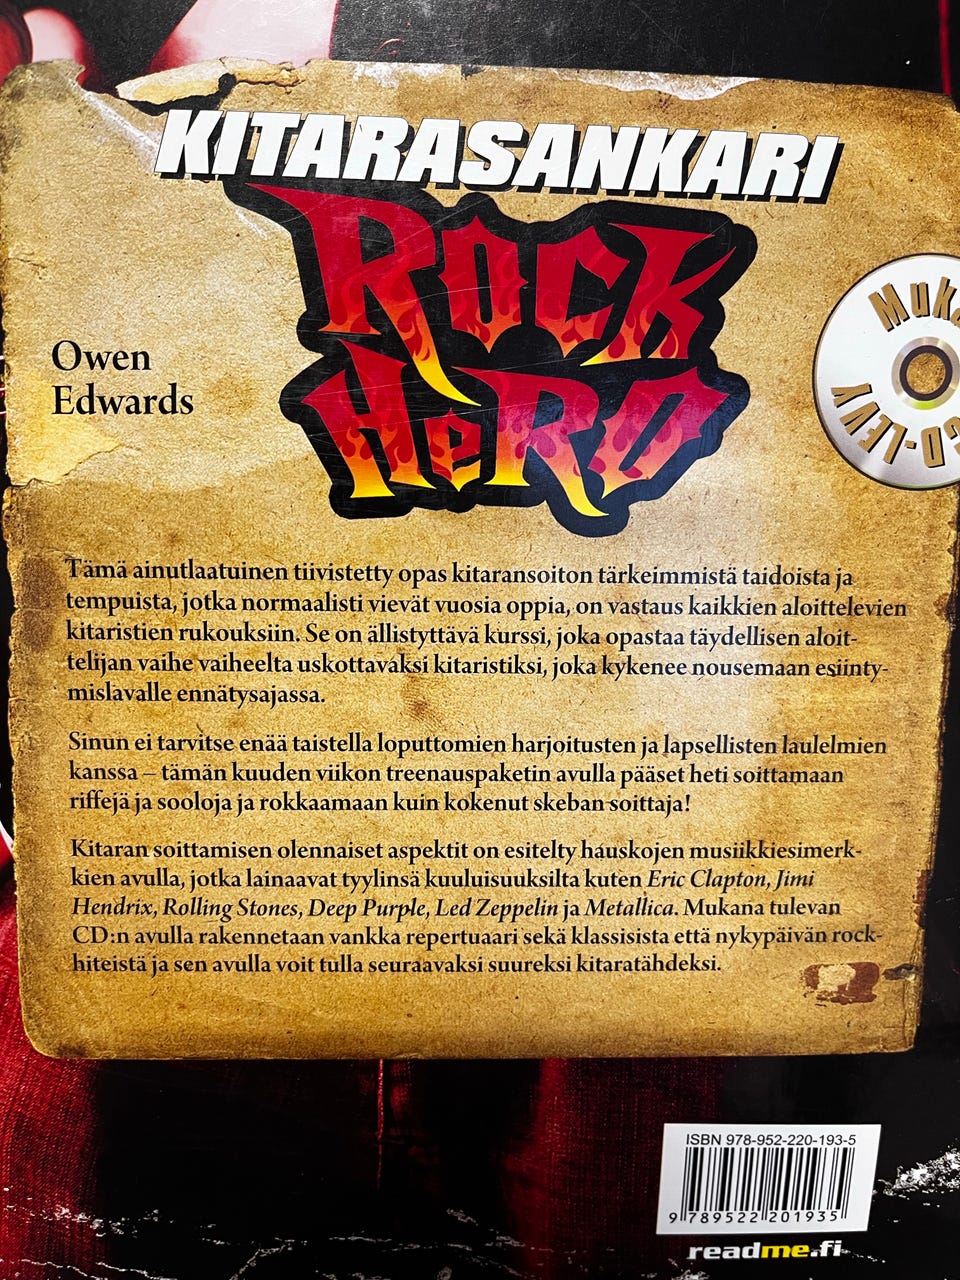 KITARASANKARI
ROCK
HeRO
Owen
Edwards
CD-LEVY
Tämä ainutlaatuinen tiivistetty opas kitaransoiton tärkeimmistä taidoista ja
tempuista, jotka normaalisti vievät vuosia oppia, on vastaus kaikkien aloittelevien
kitaristien rukouksiin. Se on ällistyttävä kurssi, joka opastaa täydellisen aloit-
telijan vaihe vaiheelta uskottavaksi kitaristiksi, joka kykenee nousemaan esiinty-
mislavalle ennätysajassa.
Sinun ei tarvitse enää taistella loputtomien harjoitusten ja lapsellisten laulelmien
kanssa – tämän kuuden viikon treenauspaketin avulla pääset heti soittamaan
riffejä ja sooloja ja rokkaamaan kuin kokenut skeban soittaja!
Kitaran soittamisen olennaiset aspektit on esitelty hauskojen musiikkiesimerk-
kien avulla, jotka lainaavat tyylinsä kuuluisuuksilta kuten Eric Clapton, Jimi
Hendrix, Rolling Stones, Deep Purple, Led Zeppelin ja Metallica. Mukana tulevan
CD:n avulla rakennetaan vankka repertuaari sekä klassisista että nykypäivän rock-
hiteistä ja sen avulla voit tulla seuraavaksi suureksi kitaratähdeksi.
ISBN 978-952-220-193-5
9 789522 201935
readme.fi